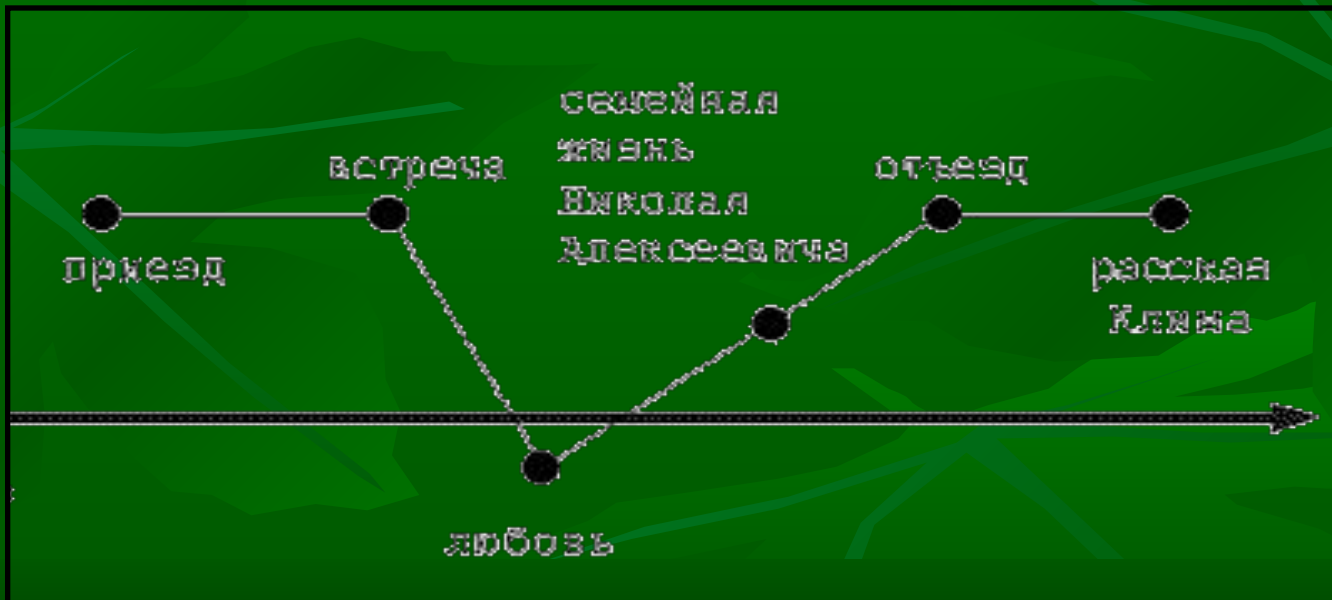 семейная
жизнь
Николая
Алексеевича
встреча
отъезд
приезд
рассказ
Клима
любовь